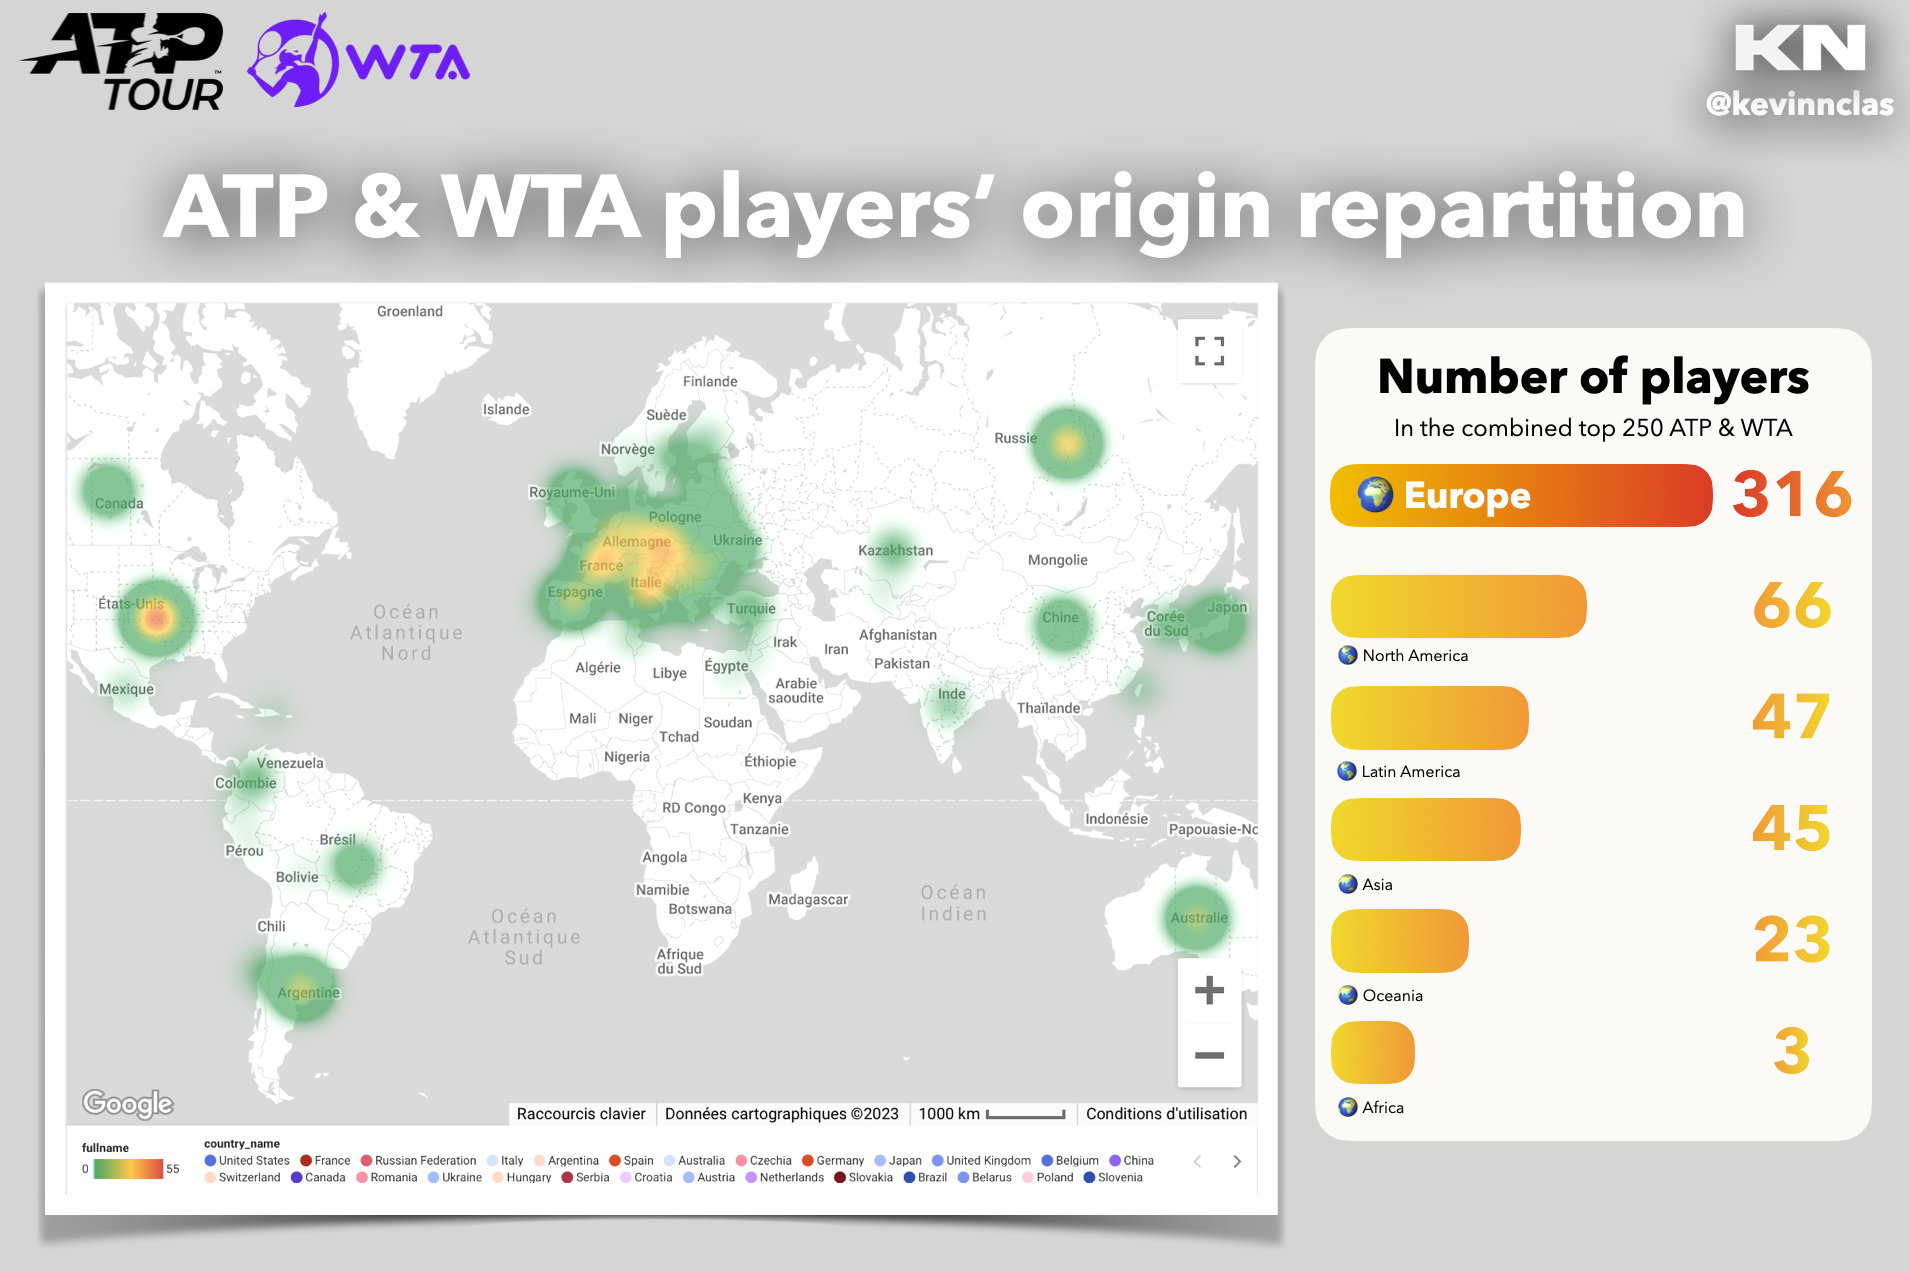 ATP
TOUR
WTA
KN
@kevinnclas
ATP & WTA players’ origin repartition
Groenland
Islande
Finlande
Suède
Norvège
Royaume-Uni
Pologne
Allemagne
Ukraine
France
Italie
Espagne
Turquie
Russie
Kazakhstan
Mongolie
Canada
États-Unis
Mexique
Océan
Atlantique
Nord
Chine
Corée
du Sud
Japon
Irak
Iran
Afghanistan
Pakistan
Algérie
Libye
Égypte
Arabie
saoudite
Inde
Thaïlande
Mali
Niger
Tchad
Soudan
Nigeria
Éthiopie
Venezuela
Colombie
RD Congo
Kenya
Tanzanie
Indonésie
Papouasie-No
Brésil
Pérou
Bolivie
Angola
Namibie
Botswana
Madagascar
Océan
Indien
Australie
Chili
Océan
Atlantique
Sud
Afrique
du Sud
Argentine
Google
Raccourcis clavier
Données cartographiques ©2023
1000 km
Conditions d'utilisation
fullname
0 55
country_name
United States France Russian Federation Italy Argentina Spain Australia Czechia Germany Japan United Kingdom Belgium China
Switzerland Canada Romania Ukraine Hungary Serbia Croatia Austria Netherlands Slovakia Brazil Belarus Poland Slovenia
Number of players
In the combined top 250 ATP & WTA
Europe 316
66
North America
47
Latin America
45
Asia
23
Oceania
3
Africa